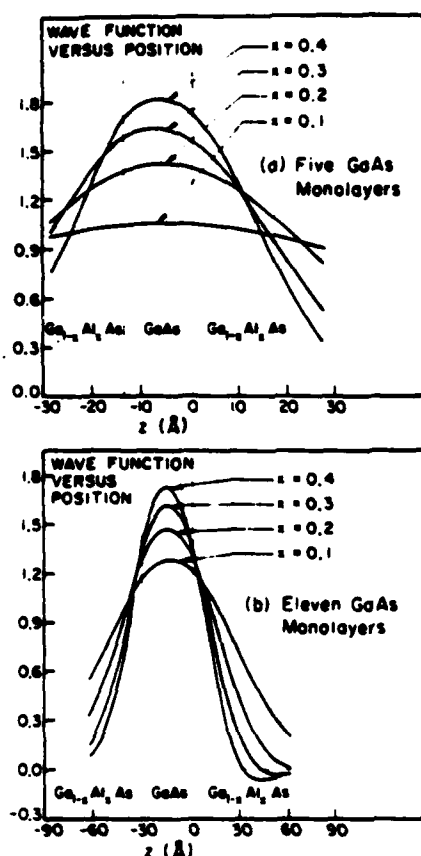 WAVE FUNCTION
VERSUS POSITION
x = 0.4
x = 0.3
x = 0.2
x = 0.1
1.8
1.5
1.2
0.9
0.6
0.3
0.0
(a) Five GaAs
Monolayers
Ga1-x Alx As GaAs Ga1-x Alx As
-30 -20 -10 0 10 20 30
z (Å)
WAVE FUNCTION
VERSUS
POSITION
x = 0.4
x = 0.3
x = 0.2
x = 0.1
1.8
1.5
1.2
0.9
0.6
0.3
0.0
-0.3
(b) Eleven GaAs
Monolayers
Ga1-x Alx As GaAs Ga1-x Alx As
-90 -60 -30 0 30 60 90
z (Å)